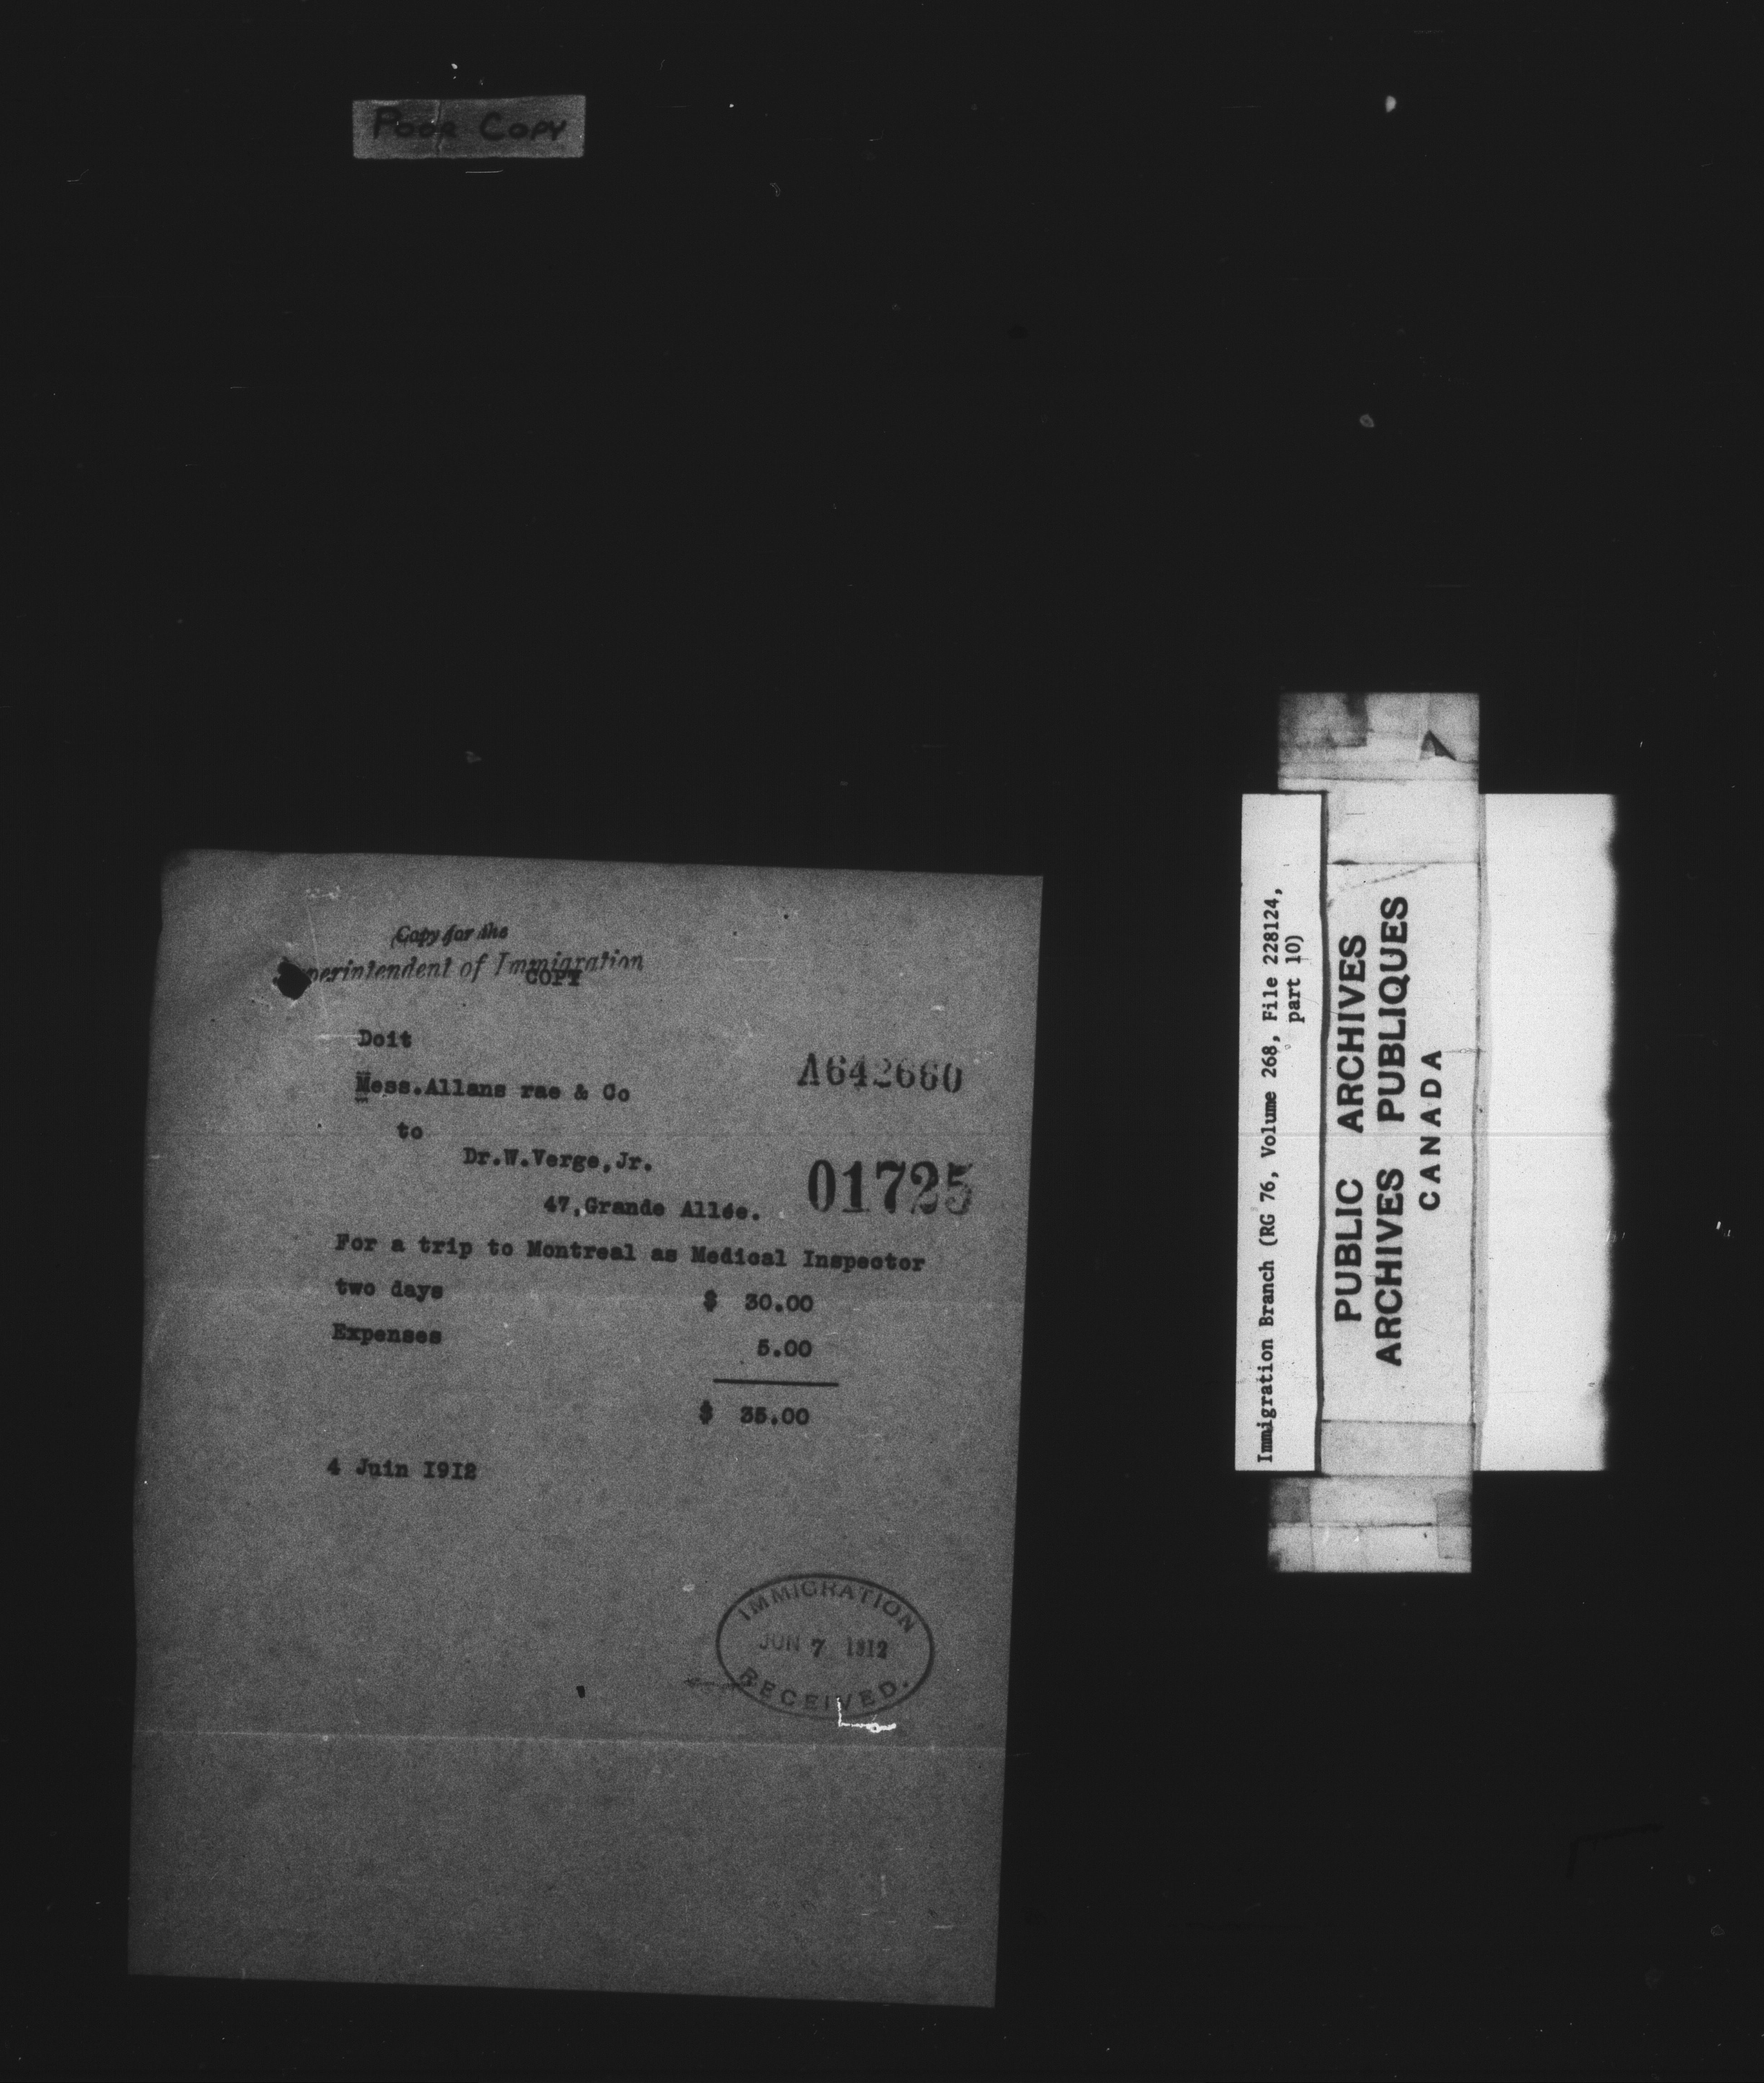 POOR COPY
Copy for the
perintendent of Immigration
COPY
Doit
A642660
Mess.Allans rae & Co
to
Dr.W.Verge,Jr.
01725
47,Grande Allée.
For a trip to Montreal as Medical Inspector
two days $ 30.00
Expenses 5.00
$ 35.00
4 Juin 1912
IMMIGRATION
JUN 7 1912
RECEIVED.
Immigration Branch (RG 76, Volume 268, File 228124,
part 10)
PUBLIC ARCHIVES
ARCHIVES PUBLIQUES
CANADA